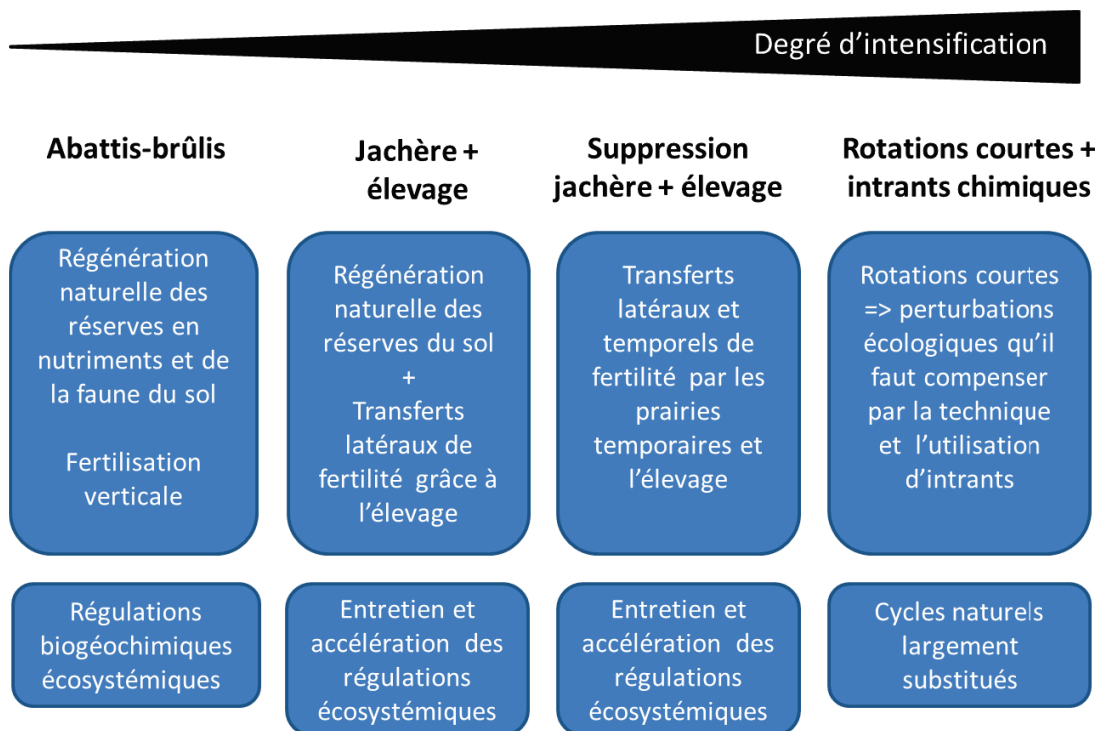 Degré d'intensification
Abattis-brûlis
Jachère +
élevage
Suppression
jachère + élevage
Rotations courtes +
intrants chimiques
Régénération
naturelle des
réserves en
nutriments et de
la faune du sol
Fertilisation
verticale
Régénération
naturelle des
réserves du sol
+
Transferts
latéraux de
fertilité grâce à
l'élevage
Transferts
latéraux et
temporels de
fertilité par les
prairies
temporaires et
l'élevage
Rotations courtes
=> perturbations
écologiques qu'il
faut compenser
par la technique
et l'utilisation
d'intrants
Régulations
biogéochimiques
écosystémiques
Entretien et
accélération des
régulations
écosystémiques
Entretien et
accélération des
régulations
écosystémiques
Cycles naturels
largement
substitués